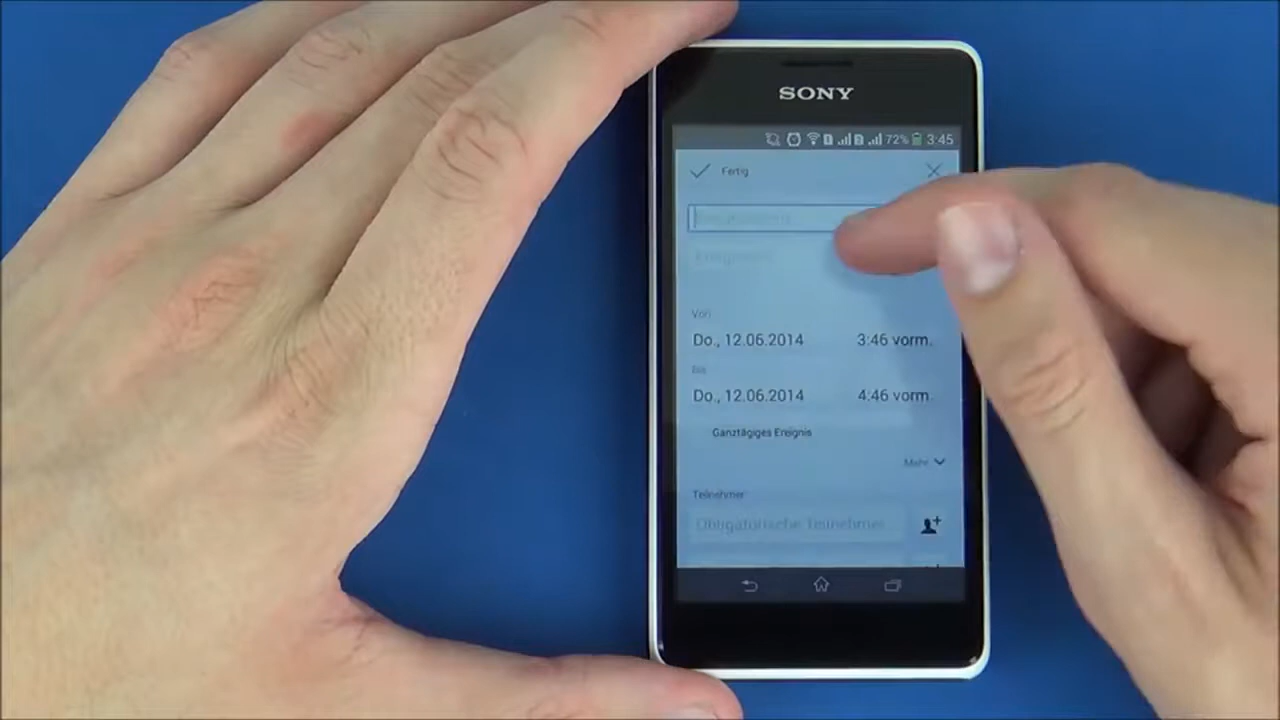 SONY
72% 3:45
Fertig
Von
Do., 12.06.2014 3:46 vorm.
Bis
Do., 12.06.2014 4:46 vorm.
Ganztägiges Ereignis
Mehr
Teilnehmer
Obligatorische Teilnehmer